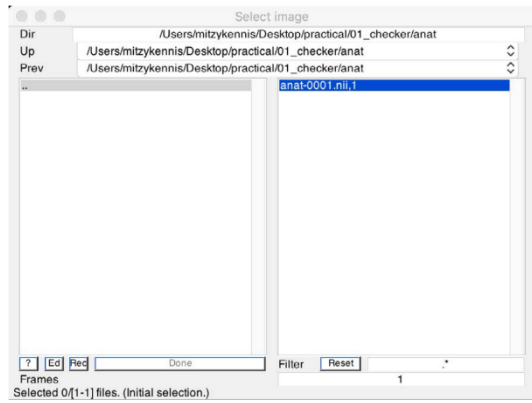 Select image
Dir /Users/mitzykennis/Desktop/practical/01_checker/anat
Up /Users/mitzykennis/Desktop/practical/01_checker/anat
Prev /Users/mitzykennis/Desktop/practical/01_checker/anat
.. anat-0001.nii,1
? Ed Rec Done Filter Reset .*
Frames 1
Selected 0/[1-1] files. (Initial selection.)